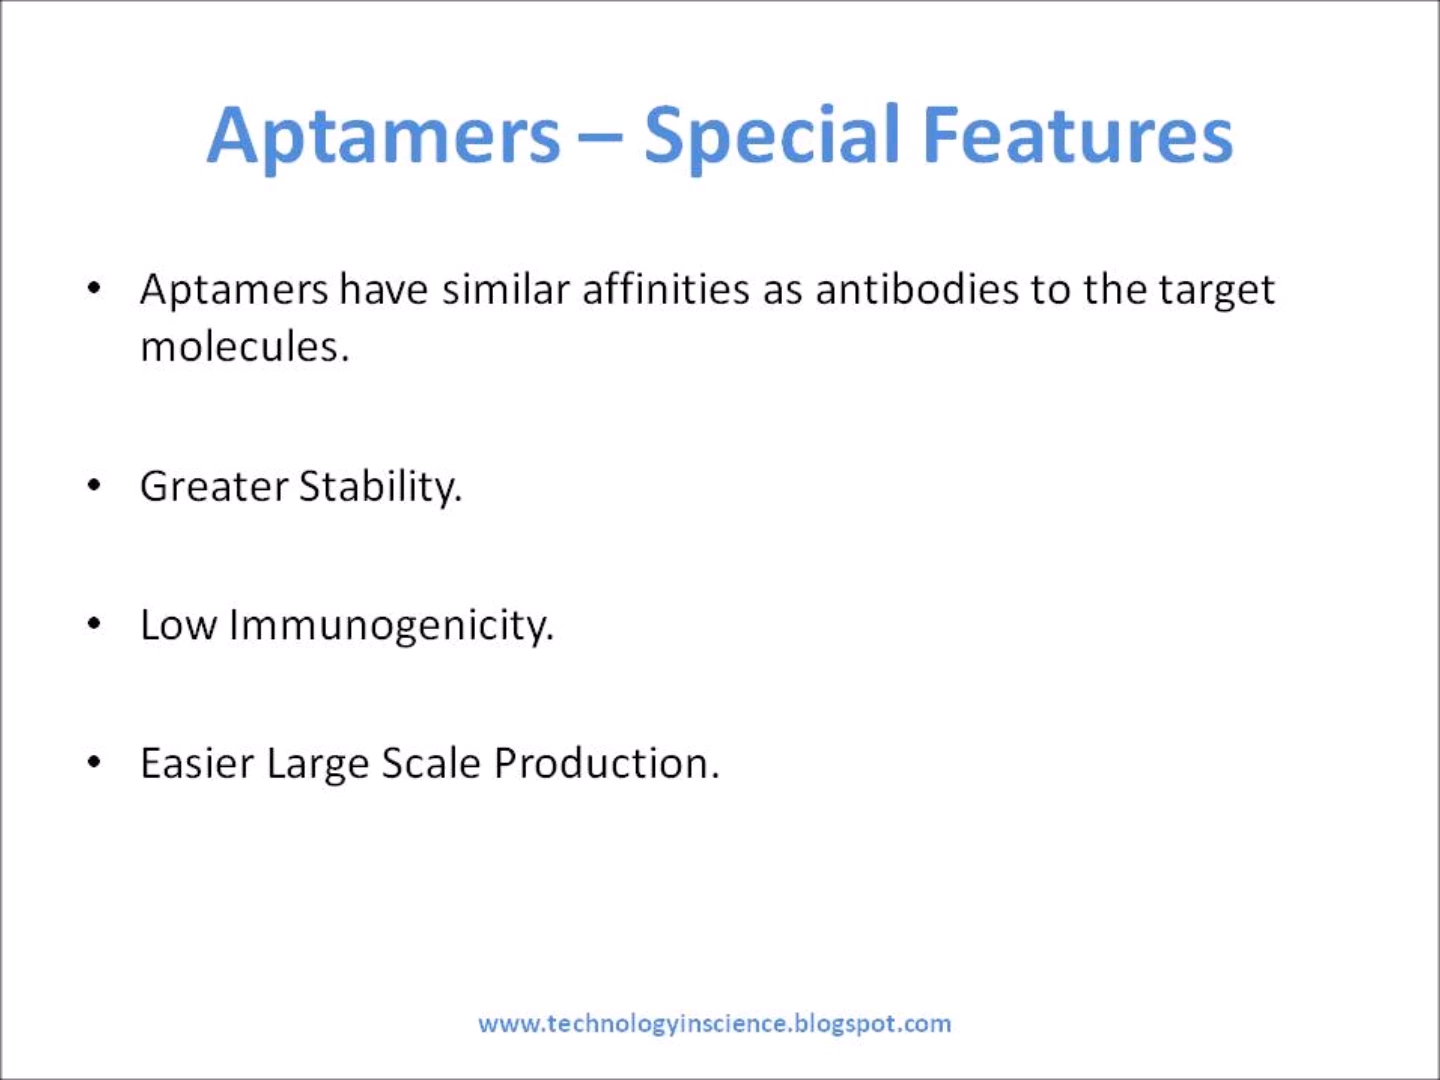 Aptamers – Special Features
• Aptamers have similar affinities as antibodies to the target
molecules.
• Greater Stability.
• Low Immunogenicity.
• Easier Large Scale Production.
www.technologyinscience.blogspot.com